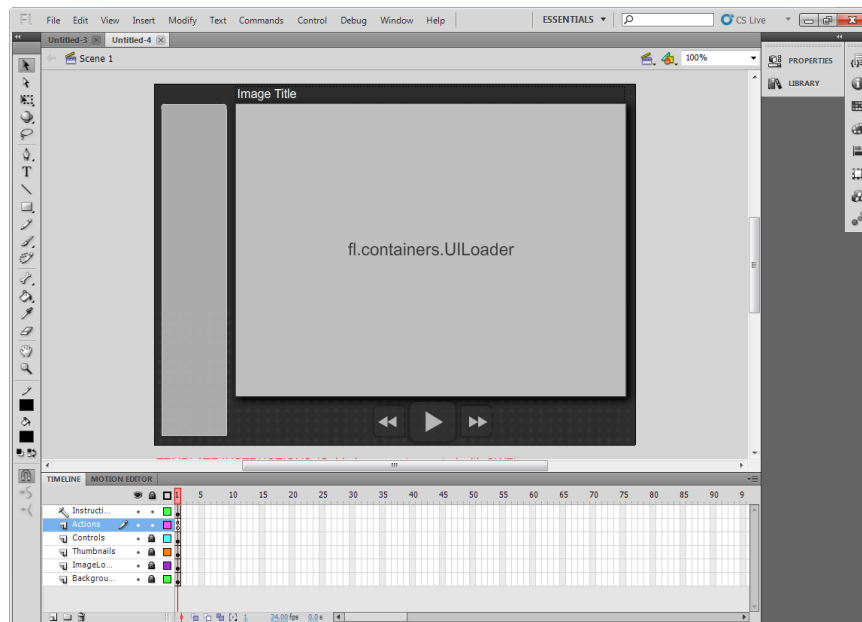 Fl File Edit View Insert Modify Text Commands Control Debug Window Help ESSENTIALS CS Live
Untitled-3 Untitled-4
Scene 1 100%
PROPERTIES
LIBRARY
Image Title
fl.containers.UILoader
TIMELINE MOTION EDITOR
1 5 10 15 20 25 30 35 40 45 50 55 60 65 70 75 80 85 90 9
Instructi...
Actions
Controls
Thumbnails
ImageLo...
Backgrou...
1 24.00 fps 0.0 s